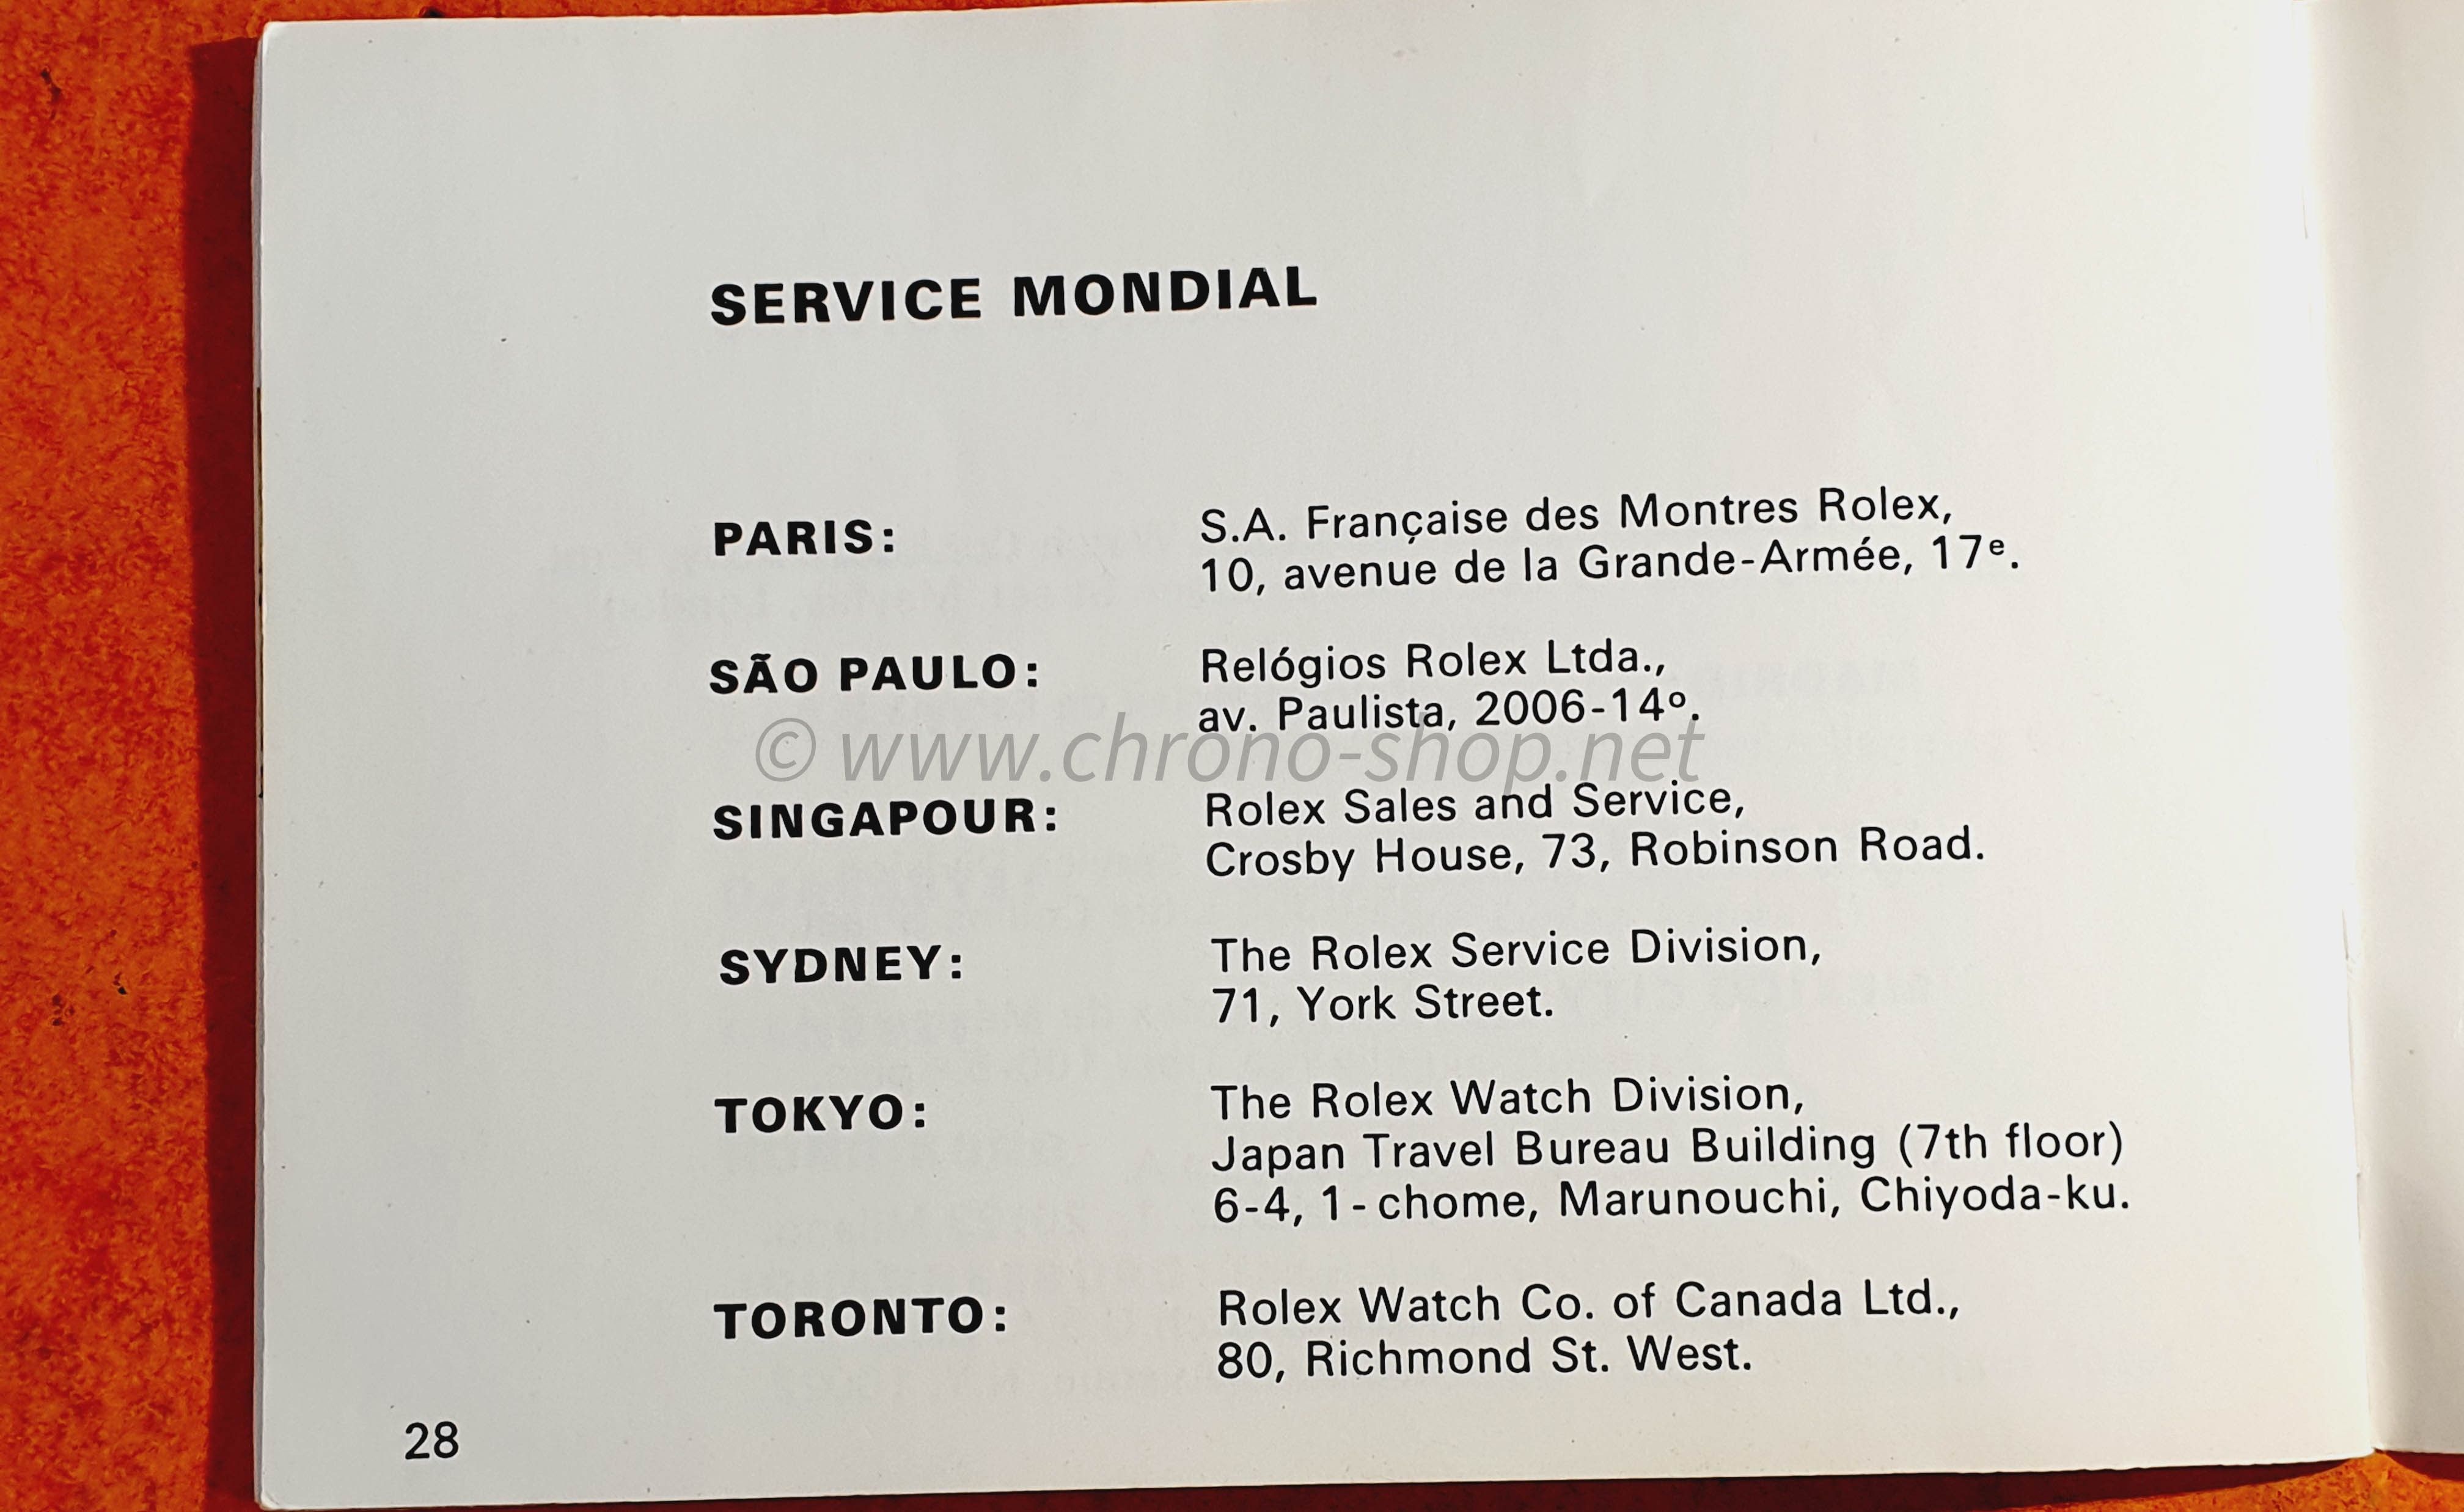 SERVICE MONDIAL
PARIS: S.A. Française des Montres Rolex,
10, avenue de la Grande-Armée, 17e.
SÃO PAULO: Relógios Rolex Ltda.,
av. Paulista, 2006-14º.
© www.chrono-shop.net
SINGAPOUR: Rolex Sales and Service,
Crosby House, 73, Robinson Road.
SYDNEY: The Rolex Service Division,
71, York Street.
TOKYO: The Rolex Watch Division,
Japan Travel Bureau Building (7th floor)
6-4, 1-chome, Marunouchi, Chiyoda-ku.
TORONTO: Rolex Watch Co. of Canada Ltd.,
80, Richmond St. West.
28